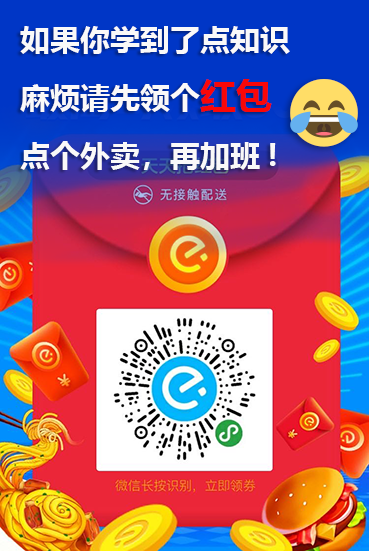 如果你学到了点知识
麻烦请先领个红包
点个外卖，再加班！
无接触配送
微信长按识别，立即领券